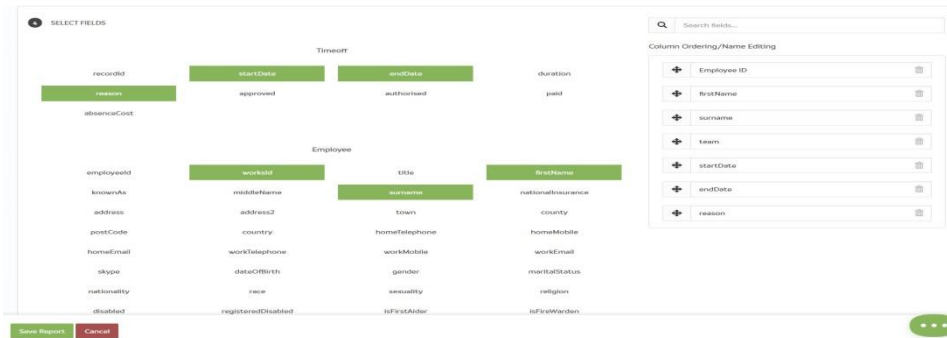 SELECT FIELDS
Timeoff
recordId startDate endDate duration
reason approved authorised paid
absenceCost
Employee
employeeId worksId title firstName
knownAs middleName surname nationalInsurance
address address2 town county
postCode country homeTelephone homeMobile
homeEmail workTelephone workMobile workEmail
skype dateOfBirth gender maritalStatus
nationality race sexuality religion
disabled registeredDisabled isFirstAider isFireWarden
Search fields...
Column Ordering/Name Editing
Employee ID
firstName
surname
team
startDate
endDate
reason
Save Report Cancel